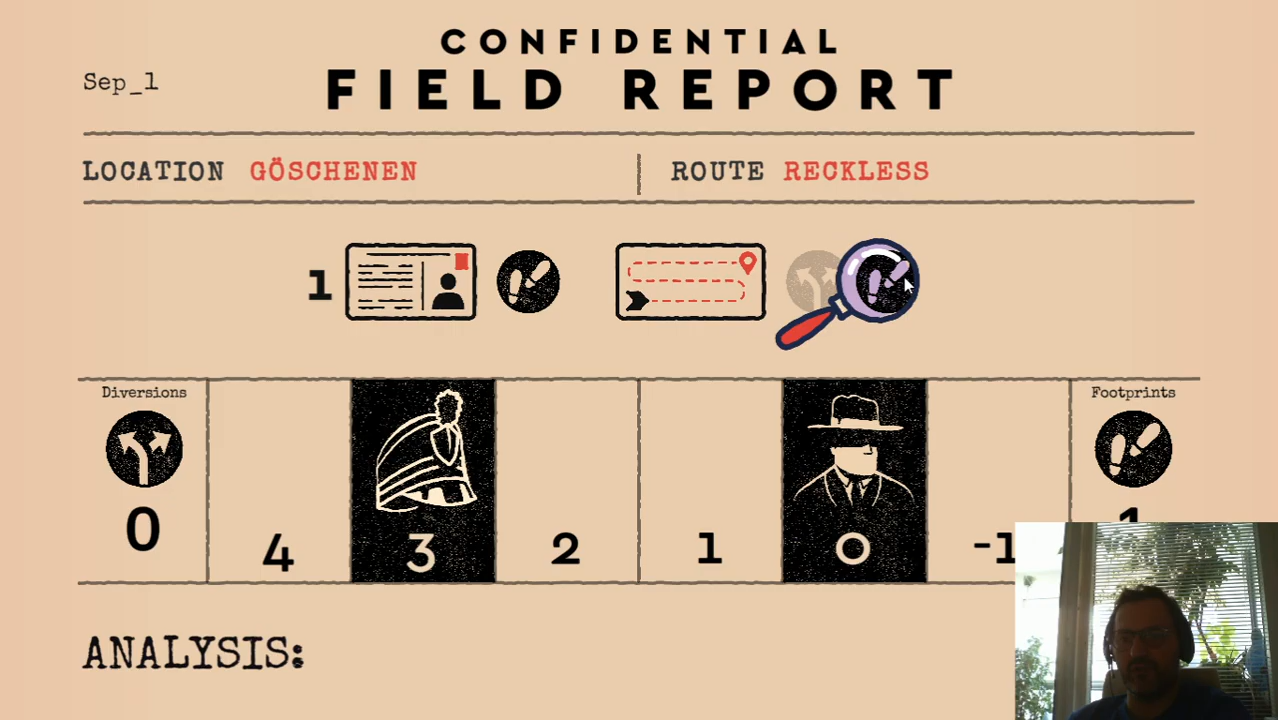 CONFIDENTIAL
Sep_1
FIELD REPORT
LOCATION GÖSCHENEN ROUTE RECKLESS
1
Diversions Footprints
0 4 3 2 1 0 -1 1
ANALYSIS: